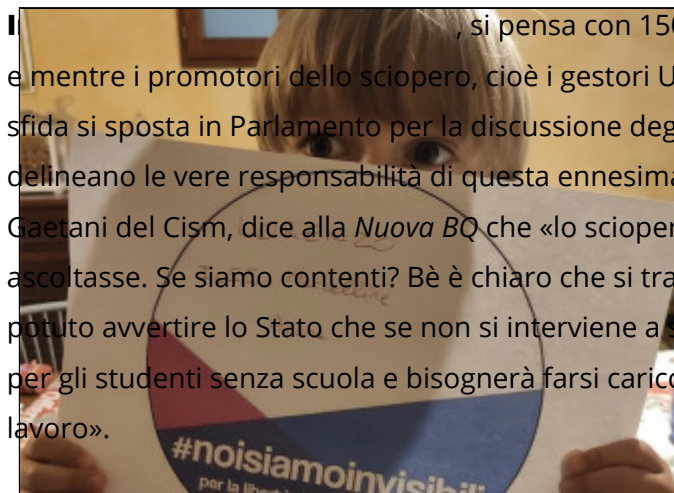 , si pensa con 150
e mentre i promotori dello sciopero, cioè i gestori U
sfida si sposta in Parlamento per la discussione deg
delineano le vere responsabilità di questa ennesima
Gaetani del Cism, dice alla Nuova BQ che «lo scioper
ascoltasse. Se siamo contenti? Bè è chiaro che si tra
potuto avvertire lo Stato che se non si interviene a s
per gli studenti senza scuola e bisognerà farsi carico
lavoro».
#noisiamoinvisibili